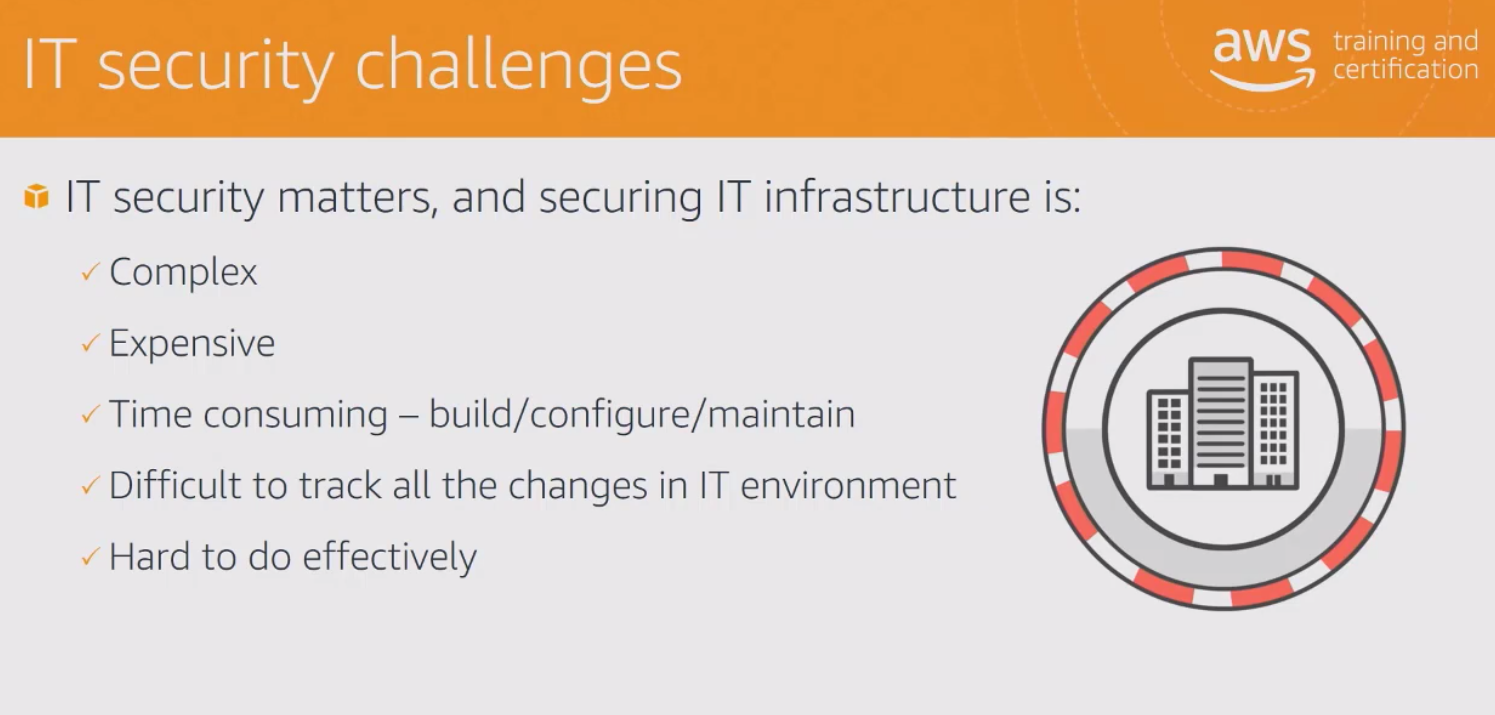 IT security challenges
aws training and
certification
IT security matters, and securing IT infrastructure is:
Complex
Expensive
Time consuming – build/configure/maintain
Difficult to track all the changes in IT environment
Hard to do effectively